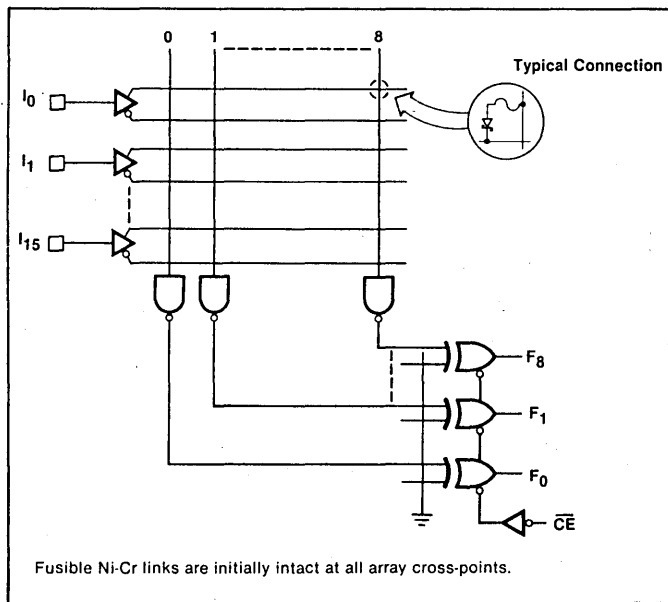 0 1 8
Typical Connection
I0
I1
I15
F8
F1
F0
CE
Fusible Ni-Cr links are initially intact at all array cross-points.